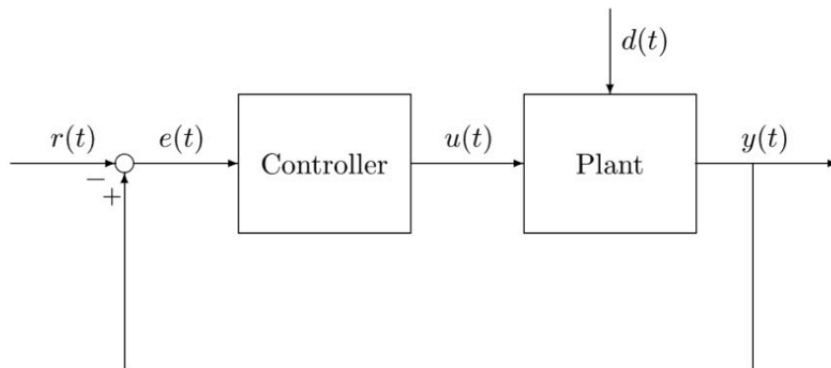 d(t)
r(t) e(t) Controller u(t) Plant y(t)
−
+